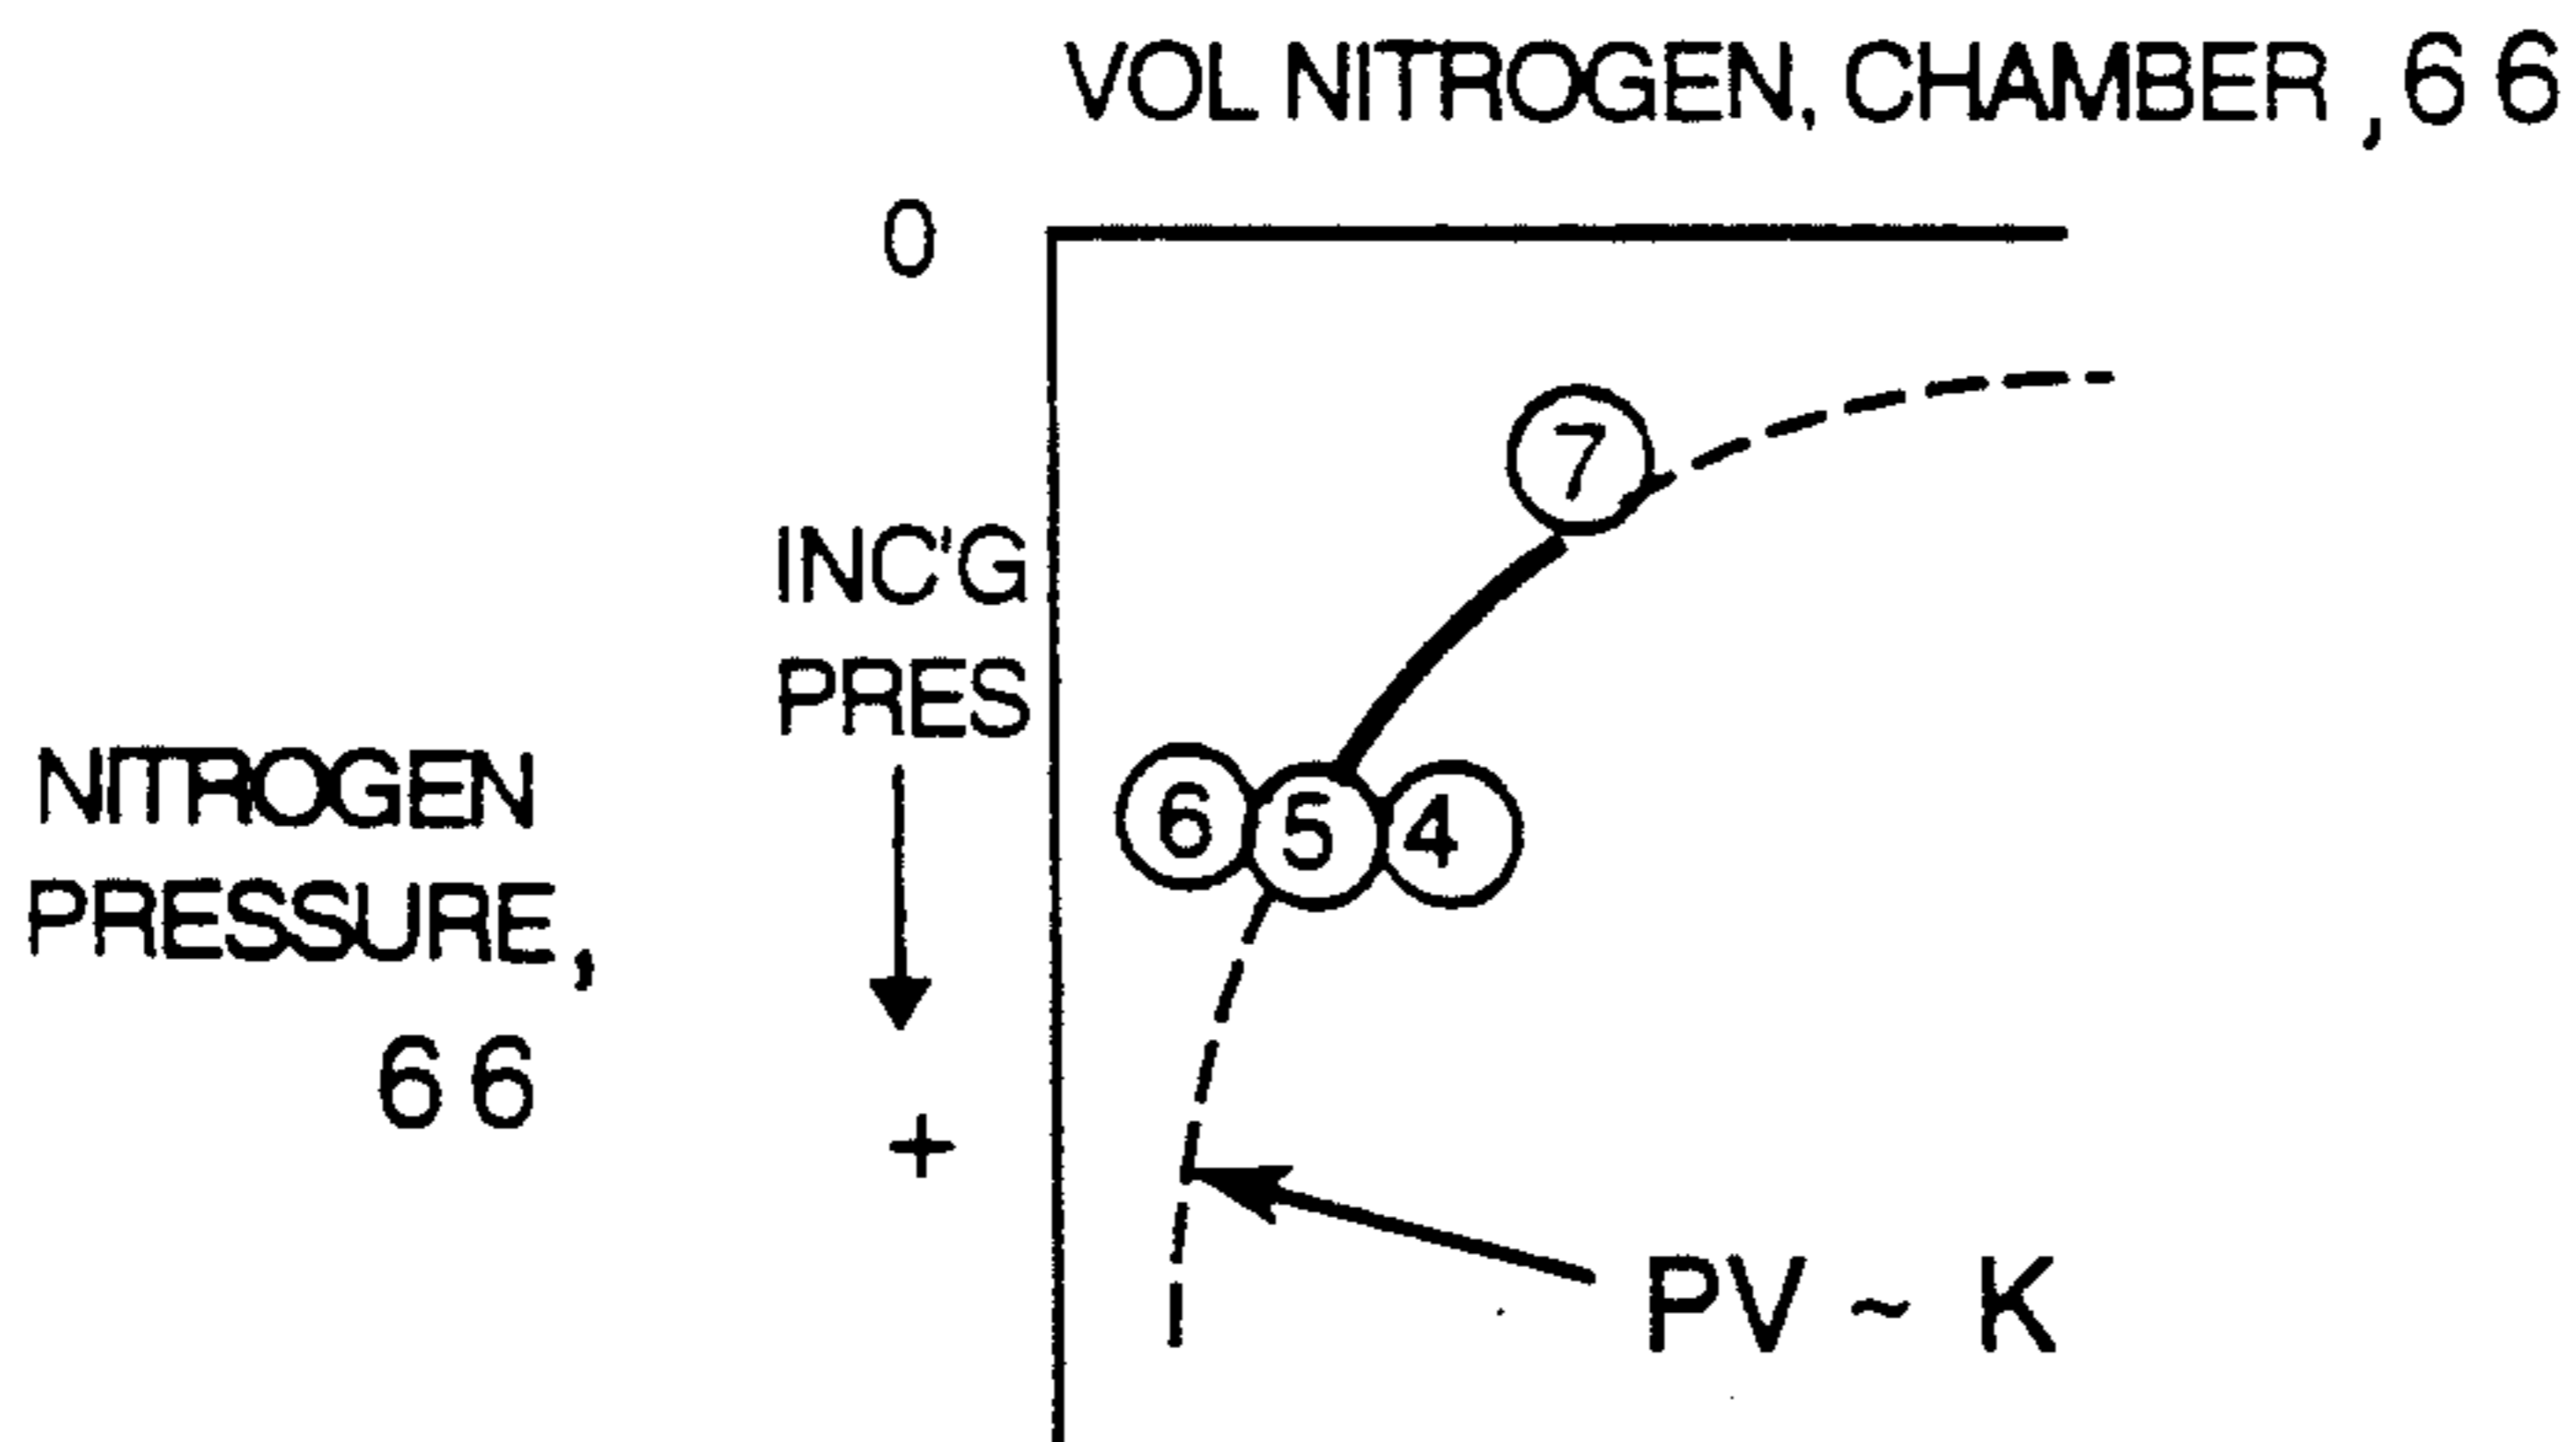 VOL NITROGEN, CHAMBER ,66
0
7
INC'G
PRES
6 5 4
NITROGEN
PRESSURE,
66
+
PV ~ K